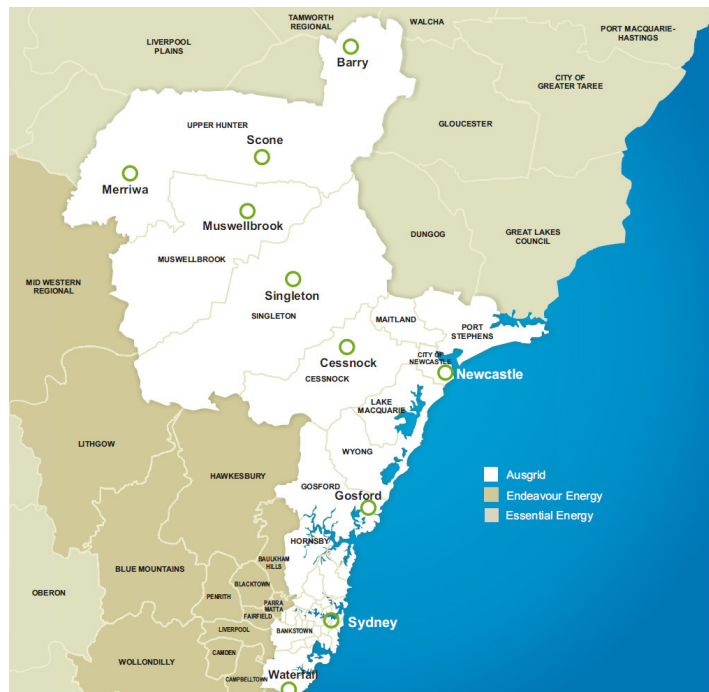 TAMWORTH
REGIONAL
WALCHA
PORT MACQUARIE-
HASTINGS
LIVERPOOL
PLAINS
Barry
CITY OF
GREATER TAREE
GLOUCESTER
UPPER HUNTER
Scone
Merriwa
Muswellbrook
DUNGOG
GREAT LAKES
COUNCIL
MUSWELLBROOK
MID WESTERN
REGIONAL
Singleton
SINGLETON
MAITLAND
PORT
STEPHENS
Cessnock
CESSNOCK
CITY OF
NEWCASTLE
Newcastle
LAKE
MACQUARIE
LITHGOW
WYONG
HAWKESBURY
GOSFORD
Gosford
Ausgrid
Endeavour Energy
Essential Energy
HORNSBY
BAULKHAM
HILLS
BLUE MOUNTAINS
BLACKTOWN
OBERON
PENRITH
PARRA
MATTA
FAIRFIELD
Sydney
LIVERPOOL
BANKSTOWN
CAMDEN
WOLLONDILLY
CAMPBELLTOWN
Waterfall